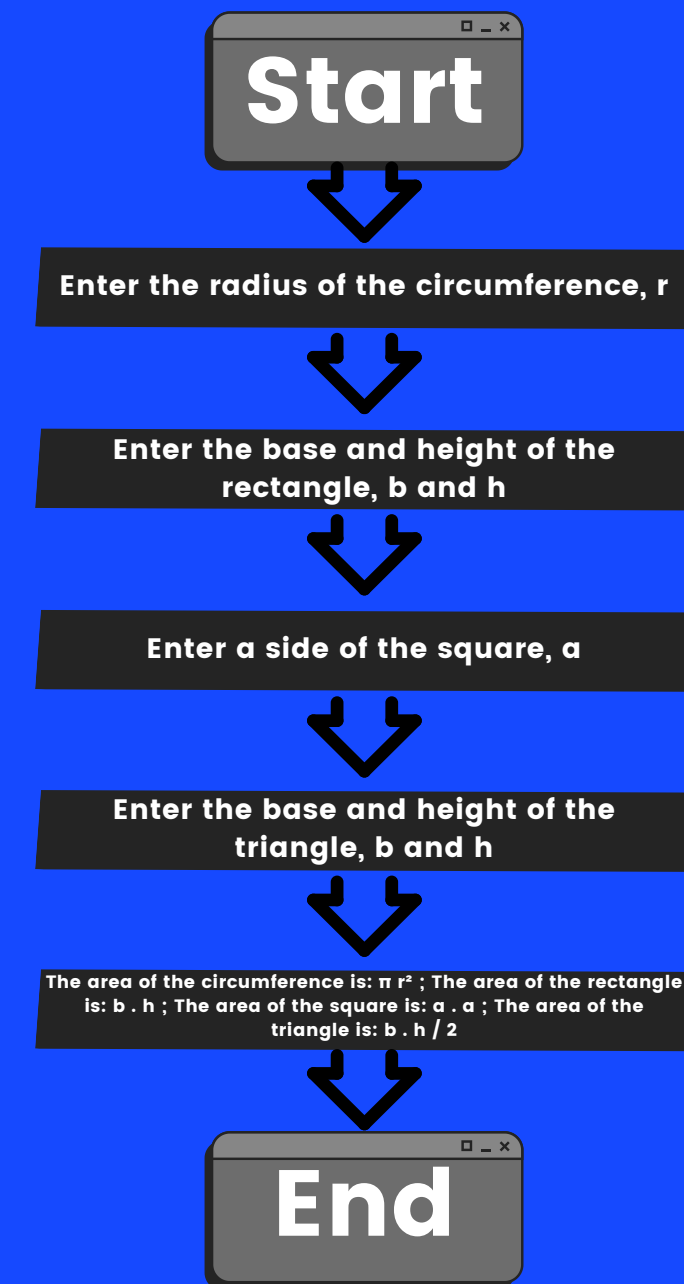 Start
Enter the radius of the circumference, r
Enter the base and height of the
rectangle, b and h
Enter a side of the square, a
Enter the base and height of the
triangle, b and h
The area of the circumference is: π r² ; The area of the rectangle
is: b . h ; The area of the square is: a . a ; The area of the
triangle is: b . h / 2
End